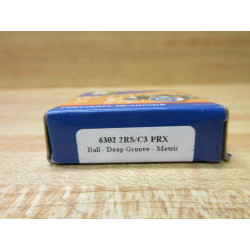 6302 2RS/C3 PRX
Ball - Deep Groove - Metric